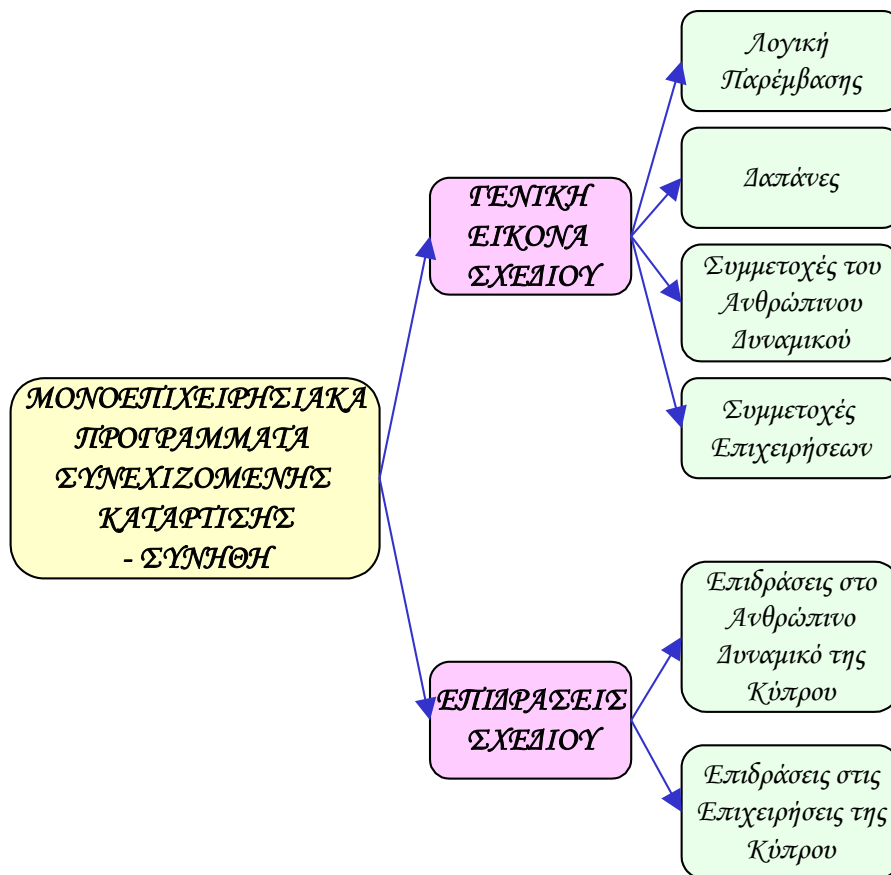 ΜΟΝΟΕΠΙΧΕΙΡΗΣΙΑΚΑ
ΠΡΟΓΡΑΜΜΑΤΑ
ΣΥΝΕΧΙΖΟΜΕΝΗΣ
ΚΑΤΑΡΤΙΣΗΣ
- ΣΥΝΗΘΗ
ΓΕΝΙΚΗ
ΕΙΚΟΝΑ
ΣΧΕΔΙΟΥ
Λογική
Παρέμβασης
Δαπάνες
Συμμετοχές του
Ανθρώπινου
Δυναμικού
Συμμετοχές
Επιχειρήσεων
ΕΠΙΔΡΑΣΕΙΣ
ΣΧΕΔΙΟΥ
Επιδράσεις στο
Ανθρώπινο
Δυναμικό της
Κύπρου
Επιδράσεις στις
Επιχειρήσεις της
Κύπρου